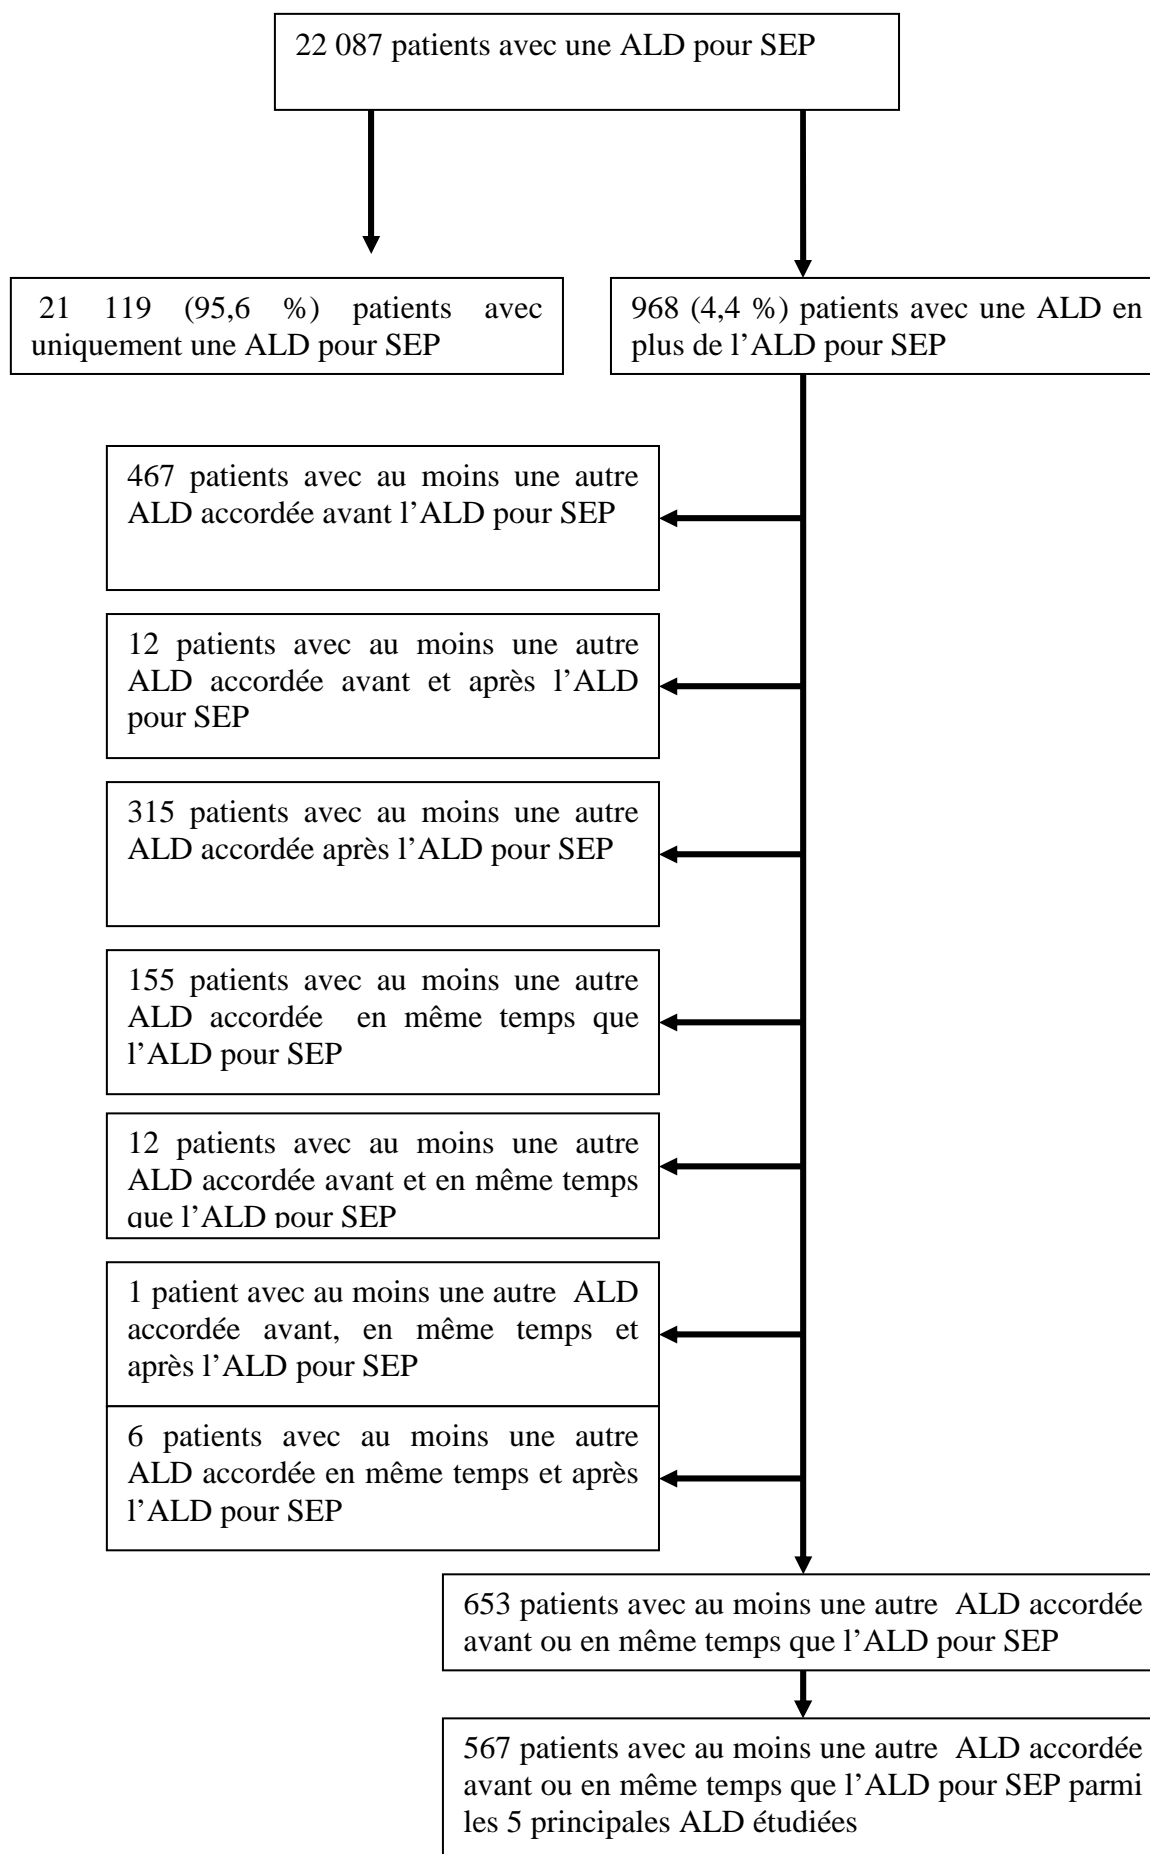 22 087 patients avec une ALD pour SEP
21 119 (95,6 %) patients avec
uniquement une ALD pour SEP
968 (4,4 %) patients avec une ALD en
plus de l’ALD pour SEP
467 patients avec au moins une autre
ALD accordée avant l’ALD pour SEP
12 patients avec au moins une autre
ALD accordée avant et après l’ALD
pour SEP
315 patients avec au moins une autre
ALD accordée après l’ALD pour SEP
155 patients avec au moins une autre
ALD accordée en même temps que
l’ALD pour SEP
12 patients avec au moins une autre
ALD accordée avant et en même temps
que l’ALD pour SEP
1 patient avec au moins une autre ALD
accordée avant, en même temps et
après l’ALD pour SEP
6 patients avec au moins une autre
ALD accordée en même temps et après
l’ALD pour SEP
653 patients avec au moins une autre ALD accordée
avant ou en même temps que l’ALD pour SEP
567 patients avec au moins une autre ALD accordée
avant ou en même temps que l’ALD pour SEP parmi
les 5 principales ALD étudiées